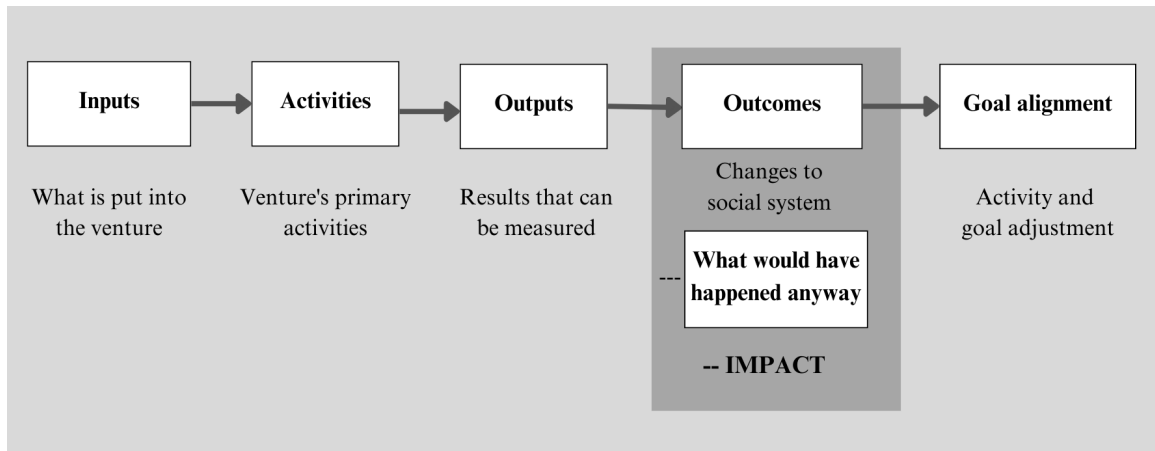 Inputs
What is put into
the venture
Activities
Venture's primary
activities
Outputs
Results that can
be measured
Outcomes
Changes to
social system
--- What would have
happened anyway
-- IMPACT
Goal alignment
Activity and
goal adjustment